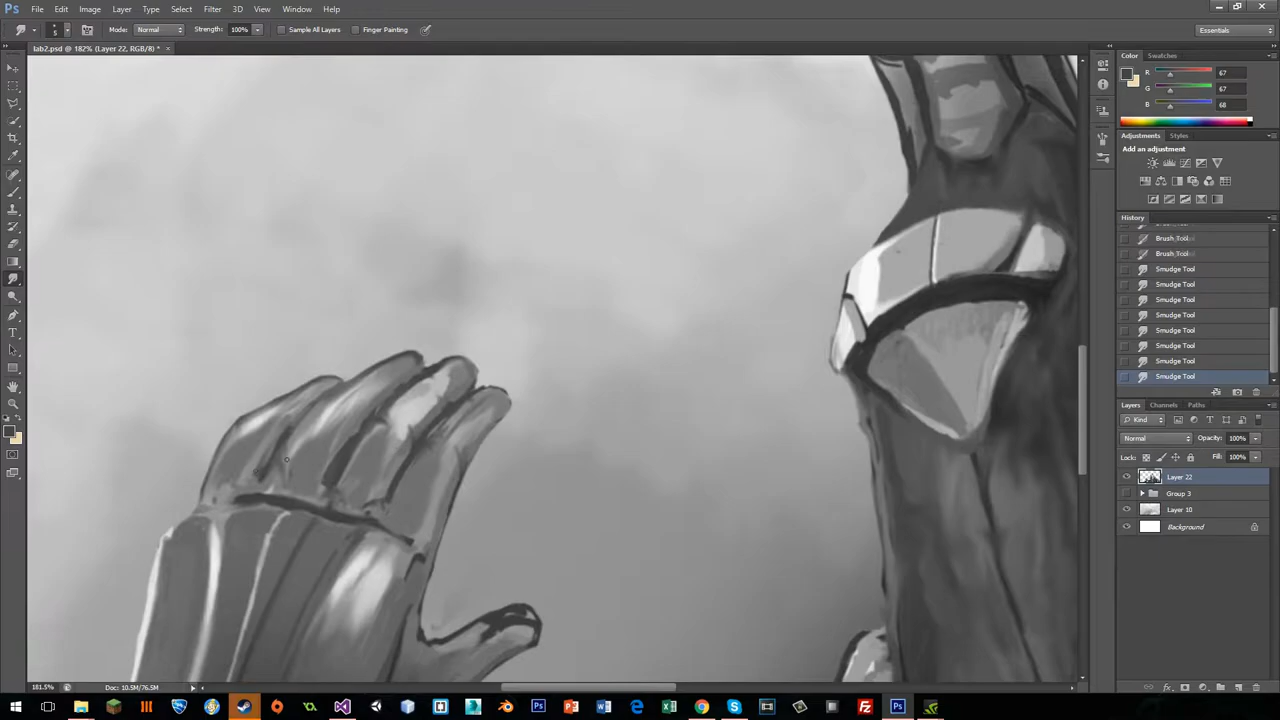 Ps File Edit Image Layer Type Select Filter 3D View Window Help
5 Mode: Normal Strength: 100% Sample All Layers Finger Painting Essentials
lab2.psd @ 182% (Layer 22, RGB/8) * ×
Color Swatches
R 67
G 67
B 68
Adjustments Styles
Add an adjustment
History
Brush Tool
Brush Tool
Smudge Tool
Smudge Tool
Smudge Tool
Smudge Tool
Smudge Tool
Smudge Tool
Smudge Tool
Smudge Tool
Layers Channels Paths
Kind
Normal Opacity: 100%
Lock: Fill: 100%
Layer 22
Group 3
Layer 10
Background
181.5% Doc: 10.5M/76.5M